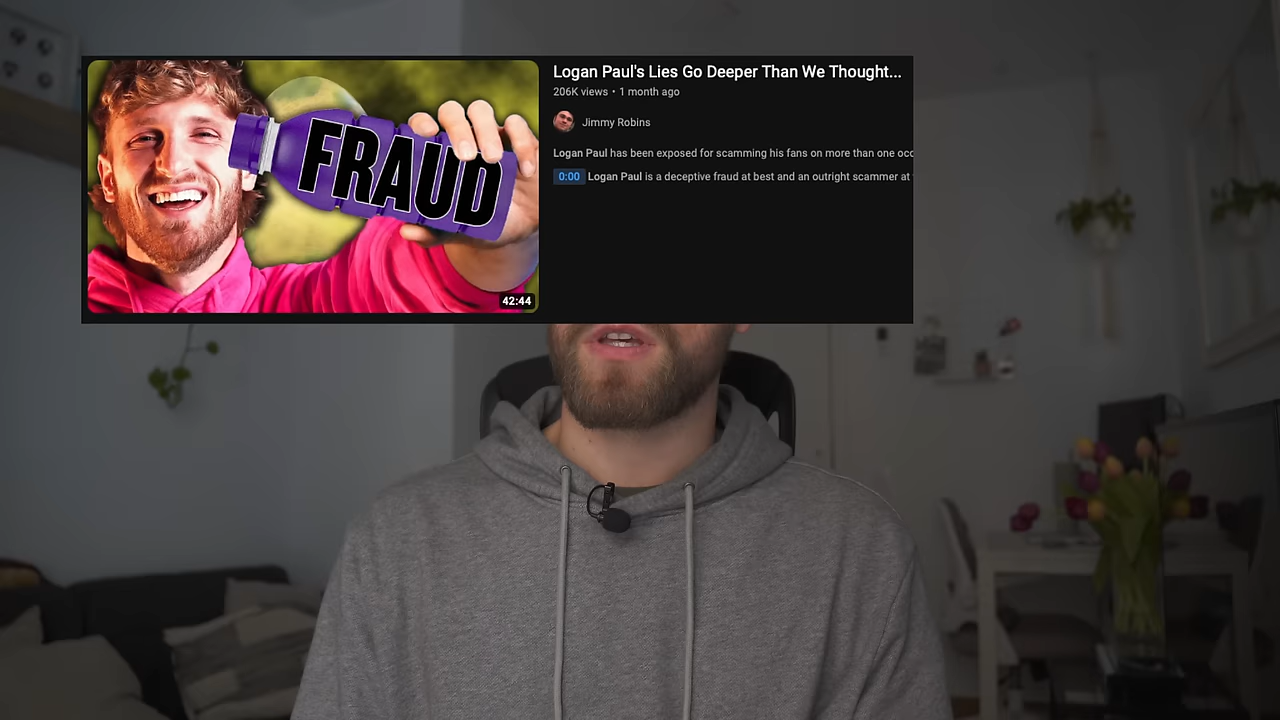 Logan Paul's Lies Go Deeper Than We Thought...
206K views • 1 month ago
Jimmy Robins
Logan Paul has been exposed for scamming his fans on more than one occ
0:00 Logan Paul is a deceptive fraud at best and an outright scammer at
FRAUD
42:44